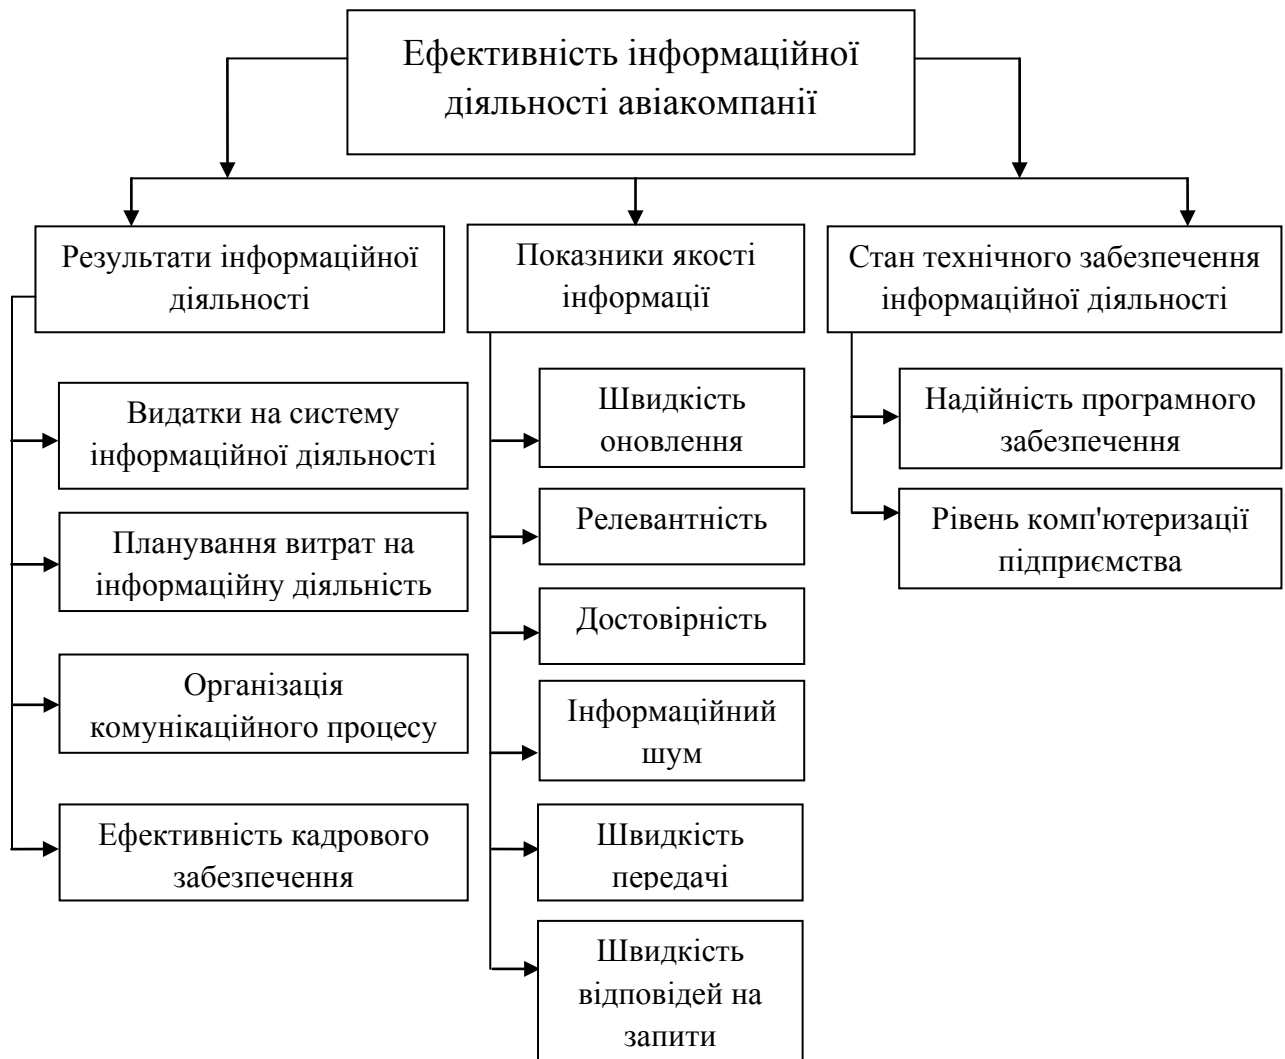 Ефективність інформаційної
діяльності авіакомпанії
Результати інформаційної
діяльності
Видатки на систему
інформаційної діяльності
Планування витрат на
інформаційну діяльність
Організація
комунікаційного процесу
Ефективність кадрового
забезпечення
Показники якості
інформації
Швидкість
оновлення
Релевантність
Достовірність
Інформаційний
шум
Швидкість
передачі
Швидкість
відповідей на
запити
Стан технічного забезпечення
інформаційної діяльності
Надійність програмного
забезпечення
Рівень комп'ютеризації
підприємства